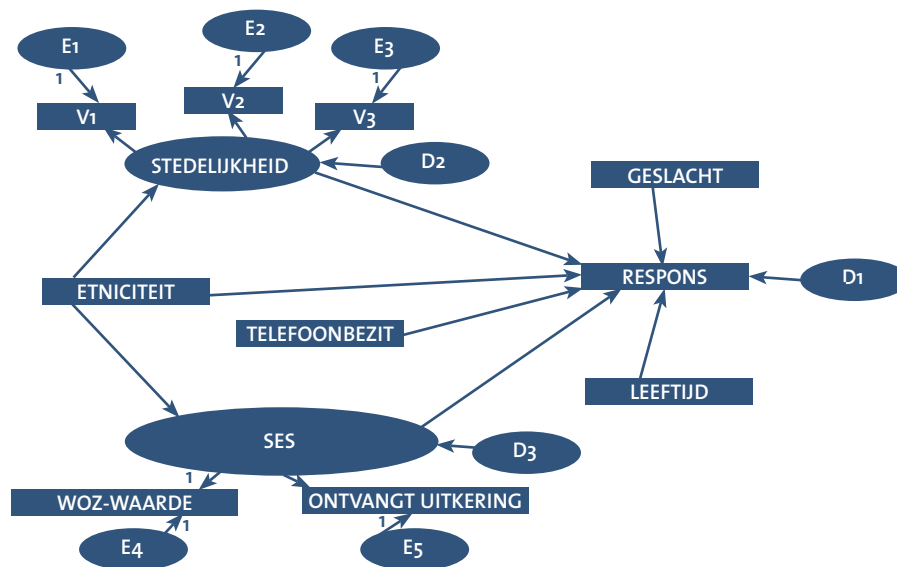 E1
E2
E3
1
1
1
V1
V2
V3
STEDELIJKHEID
D2
GESLACHT
ETNICITEIT
RESPONS
D1
TELEFOONBEZIT
LEEFTIJD
SES
D3
1
WOZ-WAARDE
ONTVANGT UITKERING
1
1
E4
E5